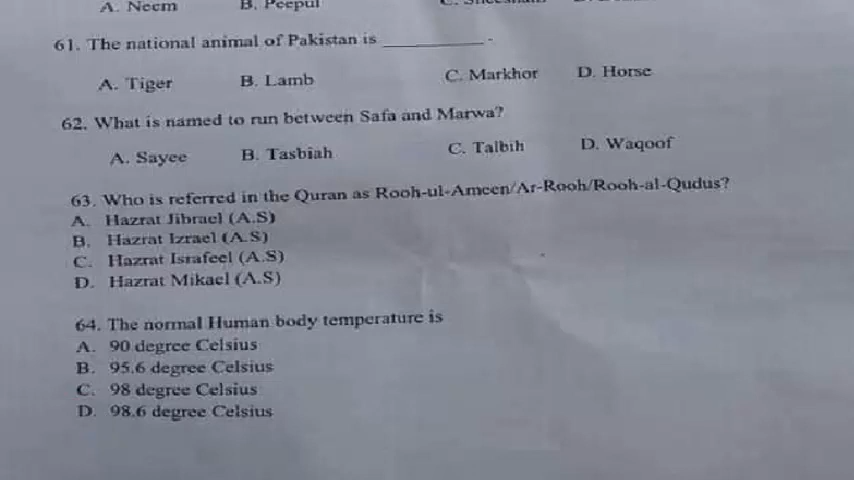 A. Neem B. Peepul
61. The national animal of Pakistan is __________.
A. Tiger B. Lamb C. Markhor D. Horse
62. What is named to run between Safa and Marwa?
A. Sayee B. Tasbiah C. Talbih D. Waqoof
63. Who is referred in the Quran as Rooh-ul-Ameen/Ar-Rooh/Rooh-al-Qudus?
A. Hazrat Jibrael (A.S)
B. Hazrat Izrael (A.S)
C. Hazrat Israfeel (A.S)
D. Hazrat Mikael (A.S)
64. The normal Human body temperature is
A. 90 degree Celsius
B. 95.6 degree Celsius
C. 98 degree Celsius
D. 98.6 degree Celsius